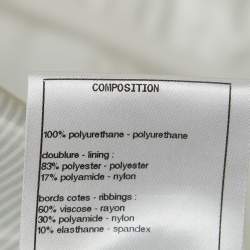 COMPOSITION
100% polyurethane - polyurethane
doublure - lining :
83% polyester - polyester
17% polyamide - nylon
bords cotes - ribbings :
60% viscose - rayon
30% polyamide - nylon
10% elasthanne - spandex